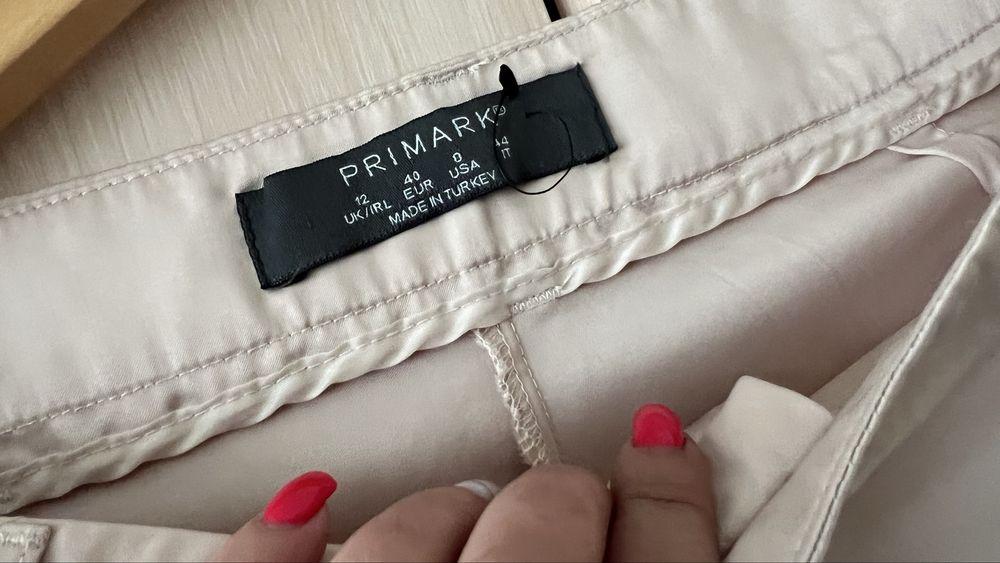 PRIMARK®
12 40 8 44
UK/IRL EUR USA IT
MADE IN TURKEY